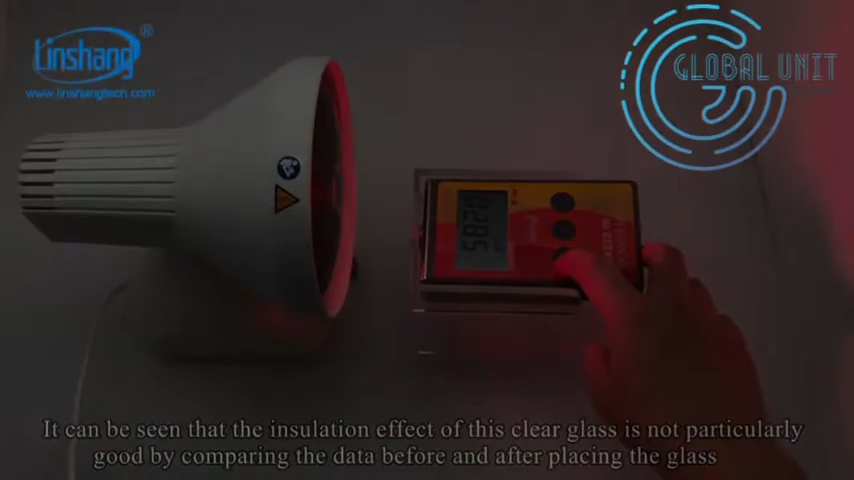 Linshang®
www.linshangtech.com
GLOBAL UNIT
It can be seen that the insulation effect of this clear glass is not particularly
good by comparing the data before and after placing the glass